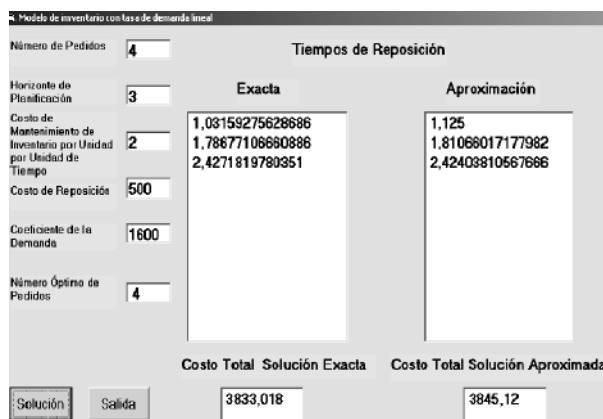 Modelo de inventario con tasa de demanda lineal
Número de Pedidos
4
Tiempos de Reposición
Horizonte de
Planificación
3
Exacta
Aproximación
Costo de
Mantenimiento de
Inventario por Unidad
por Unidad de
Tiempo
2
1,03159275628686
1,78677106660886
2,4271819780351
1,125
1,81066017177982
2,42403810567666
Costo de Reposición
500
Coeficiente de la
Demanda
1600
Número Óptimo de
Pedidos
4
Costo Total Solución Exacta
Costo Total Solución Aproximada
Solución
Salida
3833,018
3845,12